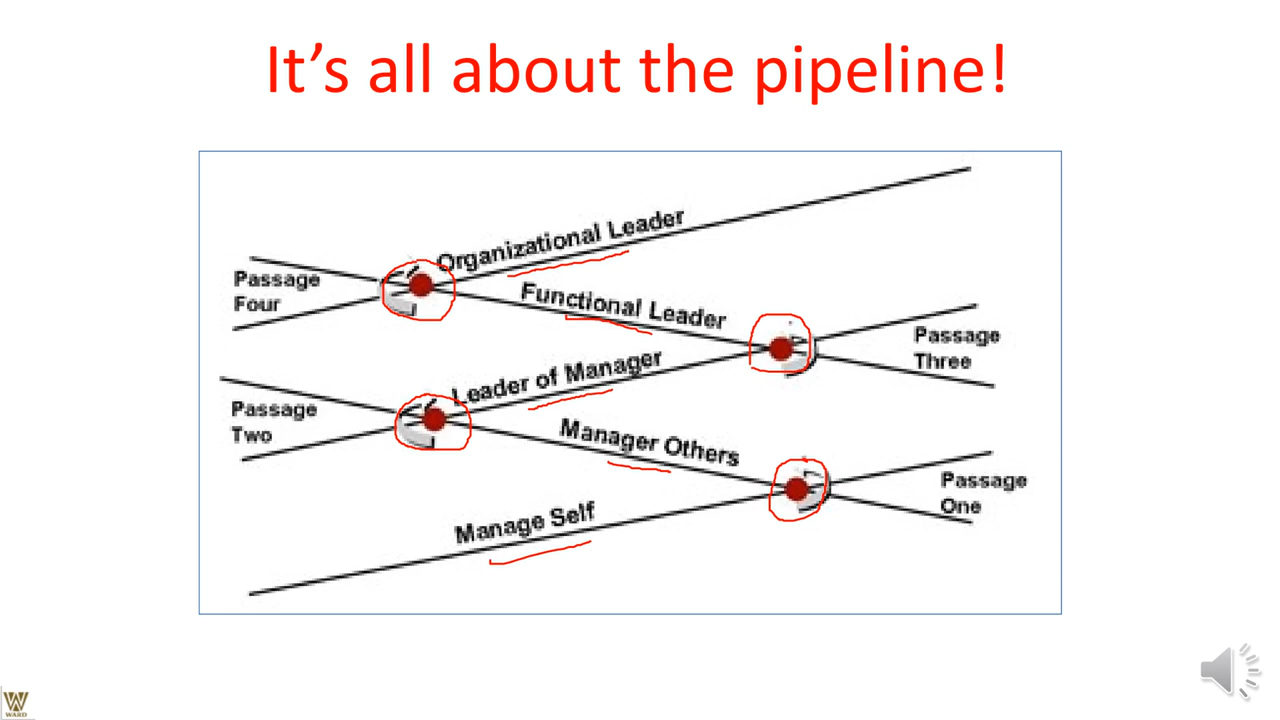 It's all about the pipeline!
Organizational Leader
Passage
Four
Functional Leader
Passage
Three
Leader of Manager
Passage
Two
Manager Others
Passage
One
Manage Self
W
WARD